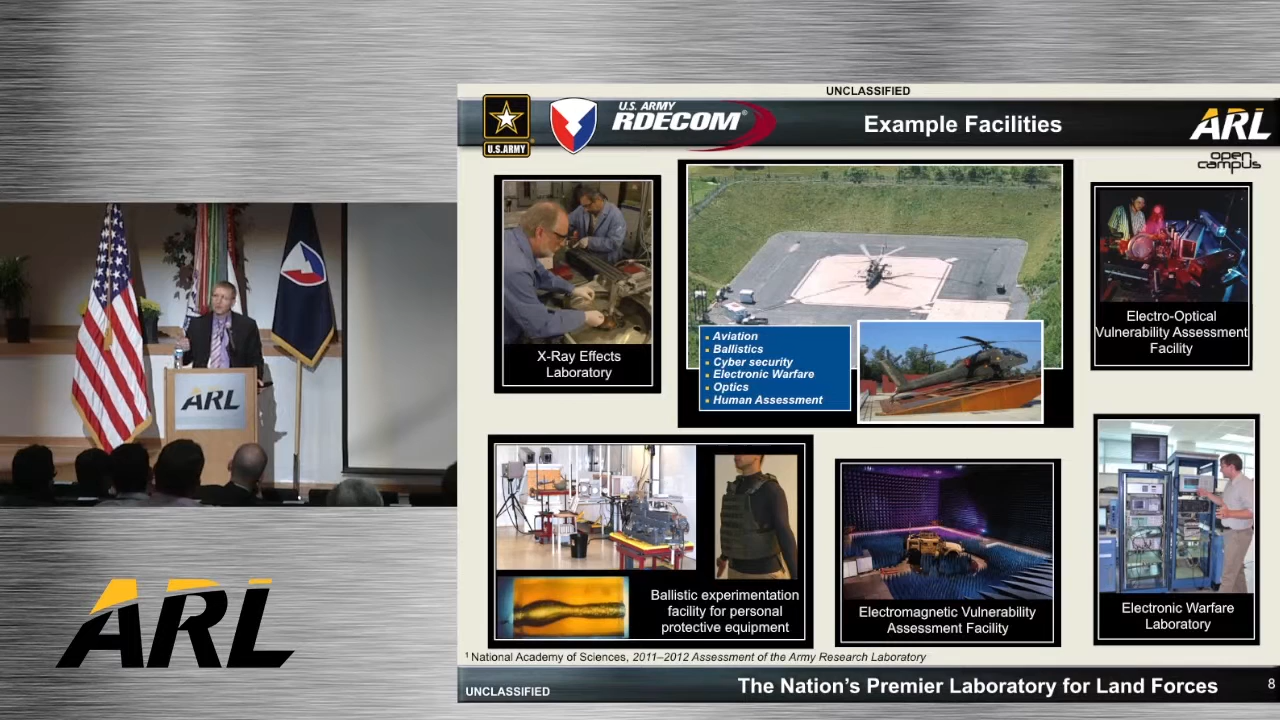 UNCLASSIFIED
U.S. ARMY
U.S. ARMY
RDECOM®
Example Facilities
ARL
open
campus
X-Ray Effects
Laboratory
▪ Aviation
▪ Ballistics
▪ Cyber security
▪ Electronic Warfare
▪ Optics
▪ Human Assessment
Electro-Optical
Vulnerability Assessment
Facility
ARL
Ballistic experimentation
facility for personal
protective equipment
Electromagnetic Vulnerability
Assessment Facility
Electronic Warfare
Laboratory
¹ National Academy of Sciences, 2011–2012 Assessment of the Army Research Laboratory
UNCLASSIFIED
The Nation's Premier Laboratory for Land Forces
8
ARL